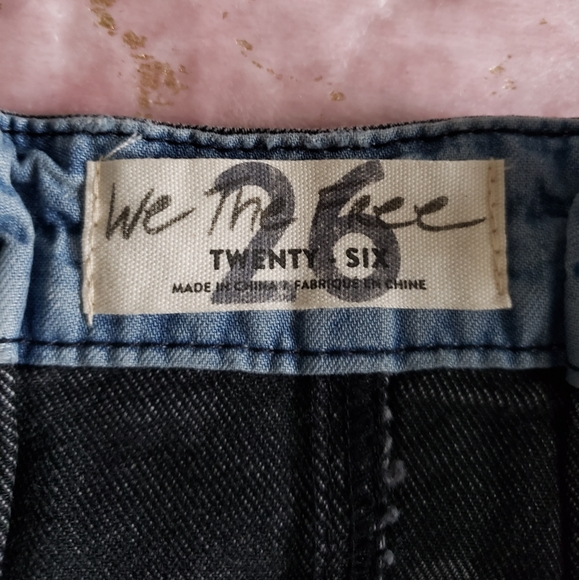 We The Free
26
TWENTY - SIX
MADE IN CHINA / FABRIQUE EN CHINE